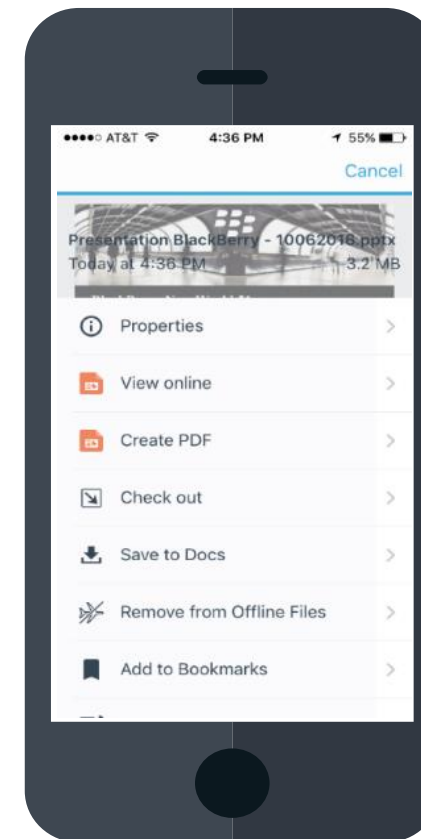 AT&T 4:36 PM 55%
Cancel
Presentation BlackBerry - 10062016.pptx
Today at 4:36 PM 3.2 MB
Properties
View online
Create PDF
Check out
Save to Docs
Remove from Offline Files
Add to Bookmarks